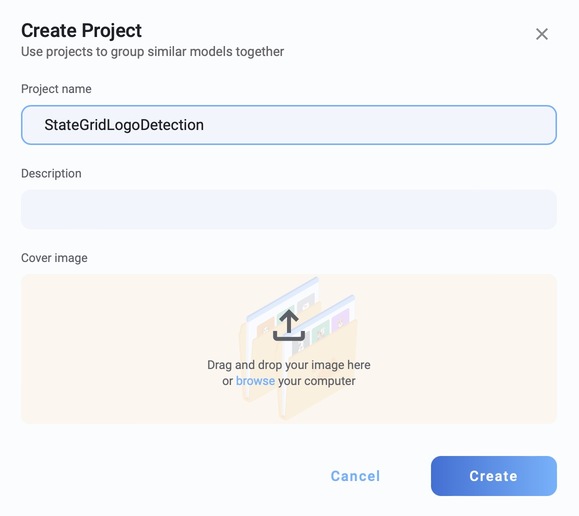 Create Project
Use projects to group similar models together
Project name
StateGridLogoDetection
Description
Cover image
Drag and drop your image here
or browse your computer
Cancel
Create